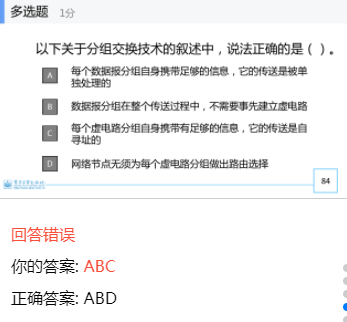 多选题 1分
以下关于分组交换技术的叙述中，说法正确的是（ ）。
A 每个数据报分组自身携带足够的信息，它的传送是被单
独处理的
B 数据报分组在整个传送过程中，不需要事先建立虚电路
C 每个虚电路分组自身携带有足够的信息，它的传送是自
寻址的
D 网络节点无须为每个虚电路分组做出路由选择
84
回答错误
你的答案: ABC
正确答案: ABD